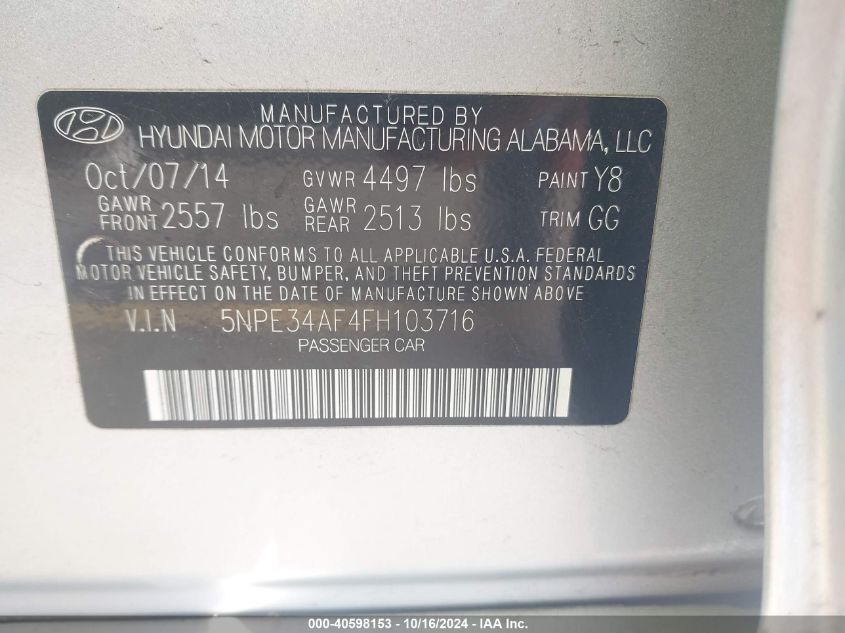 MANUFACTURED BY
HYUNDAI MOTOR MANUFACTURING ALABAMA, LLC
Oct/07/14 GVWR 4497 lbs PAINT Y8
GAWR FRONT 2557 lbs GAWR REAR 2513 lbs TRIM GG
THIS VEHICLE CONFORMS TO ALL APPLICABLE U.S.A. FEDERAL
MOTOR VEHICLE SAFETY, BUMPER, AND THEFT PREVENTION STANDARDS
IN EFFECT ON THE DATE OF MANUFACTURE SHOWN ABOVE
V.I.N 5NPE34AF4FH103716
PASSENGER CAR
000-40598153 - 10/16/2024 - IAA Inc.